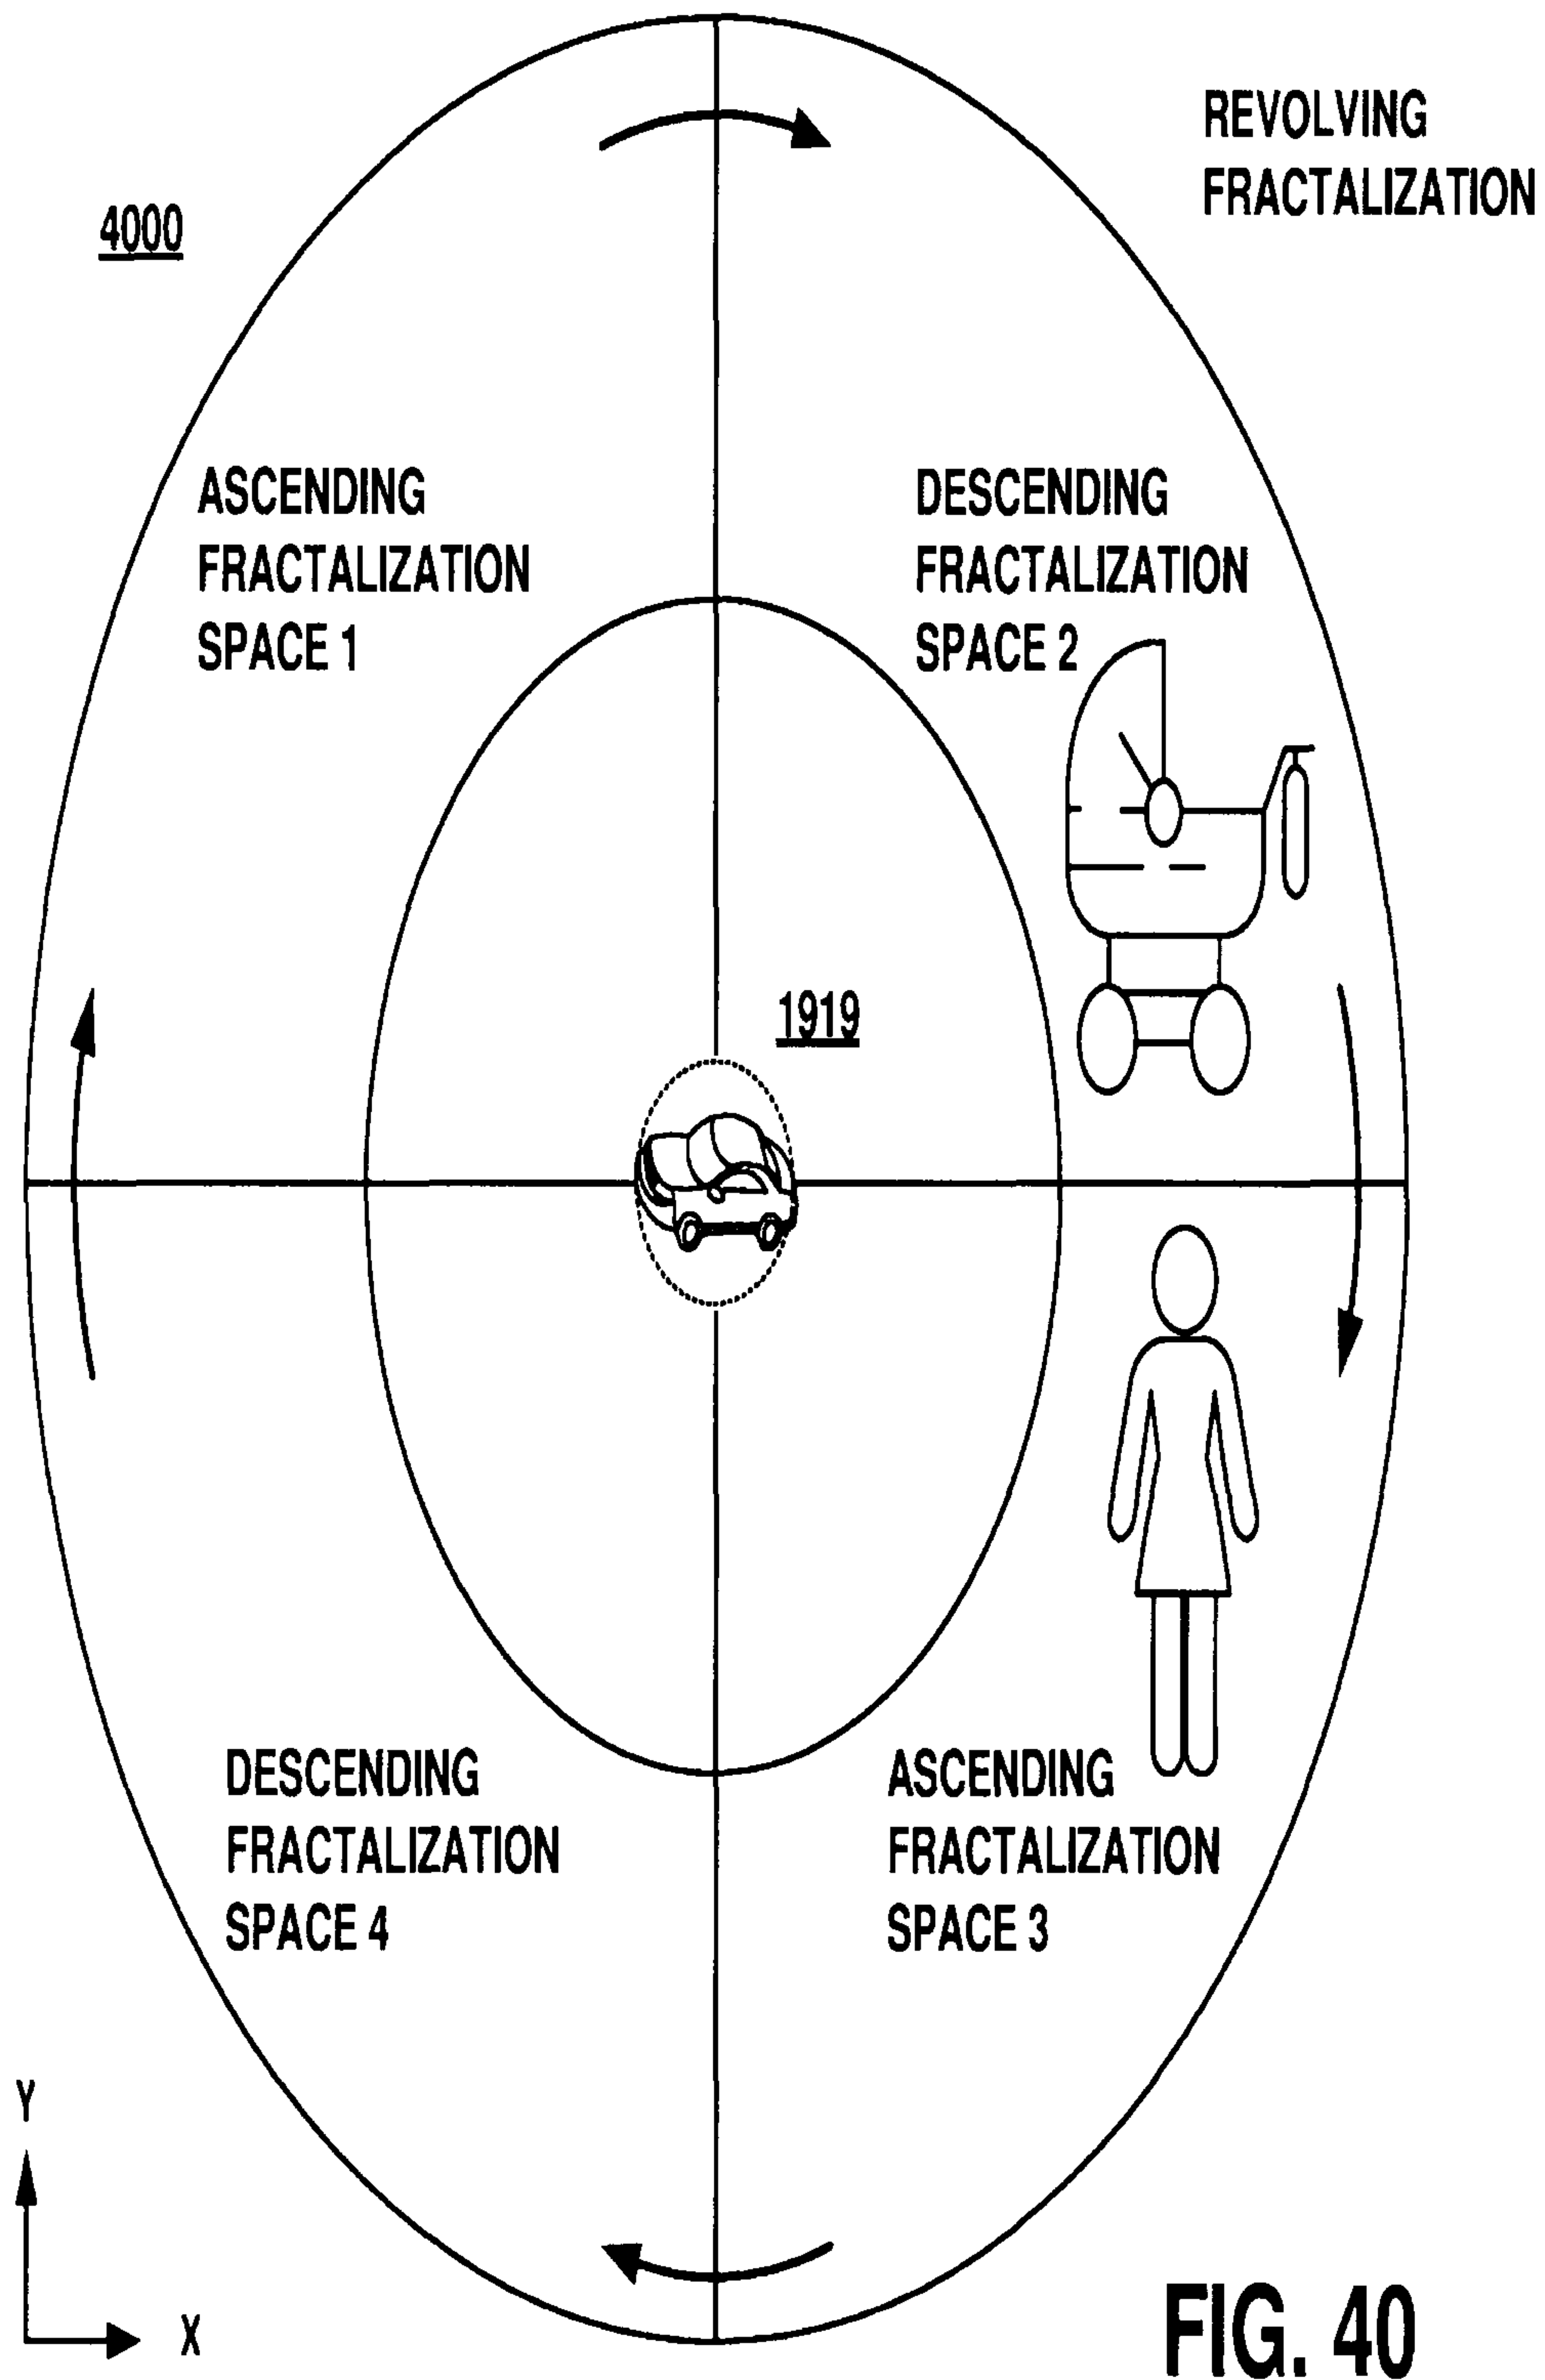 REVOLVING
FRACTALIZATION
4000
ASCENDING
FRACTALIZATION
SPACE 1
DESCENDING
FRACTALIZATION
SPACE 2
1919
DESCENDING
FRACTALIZATION
SPACE 4
ASCENDING
FRACTALIZATION
SPACE 3
Y
X
FIG. 40